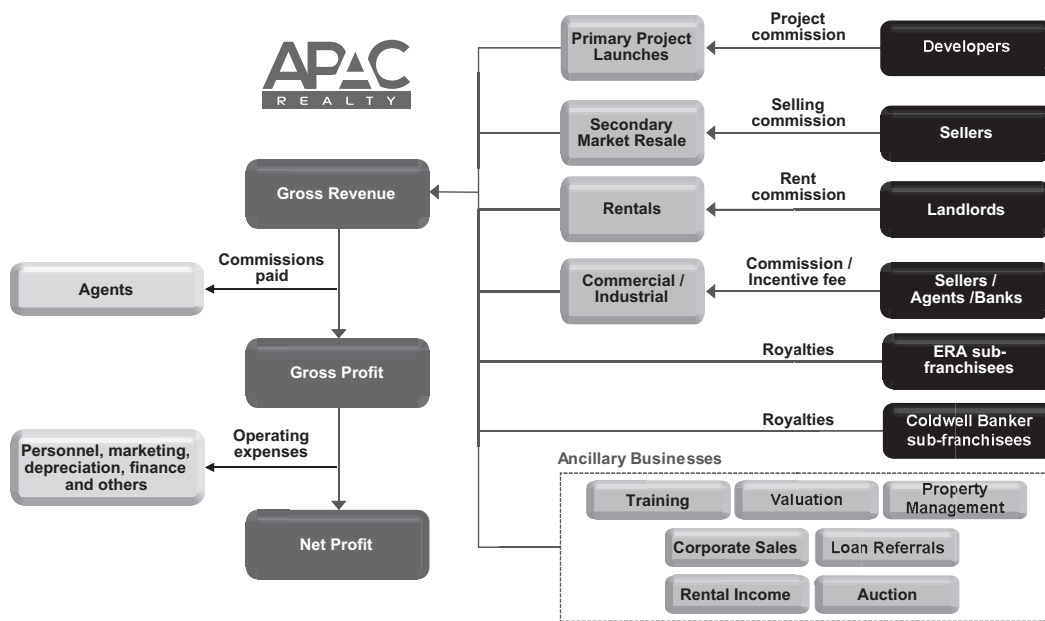 APAC
REALTY
Gross Revenue
Commissions
paid
Agents
Gross Profit
Operating
expenses
Personnel, marketing,
depreciation, finance
and others
Net Profit
Primary Project
Launches
Project
commission
Developers
Secondary
Market Resale
Selling
commission
Sellers
Rentals
Rent
commission
Landlords
Commercial /
Industrial
Commission /
Incentive fee
Sellers /
Agents /Banks
Royalties
ERA sub-
franchisees
Royalties
Coldwell Banker
sub-franchisees
Ancillary Businesses
Training
Valuation
Property
Management
Corporate Sales
Loan Referrals
Rental Income
Auction